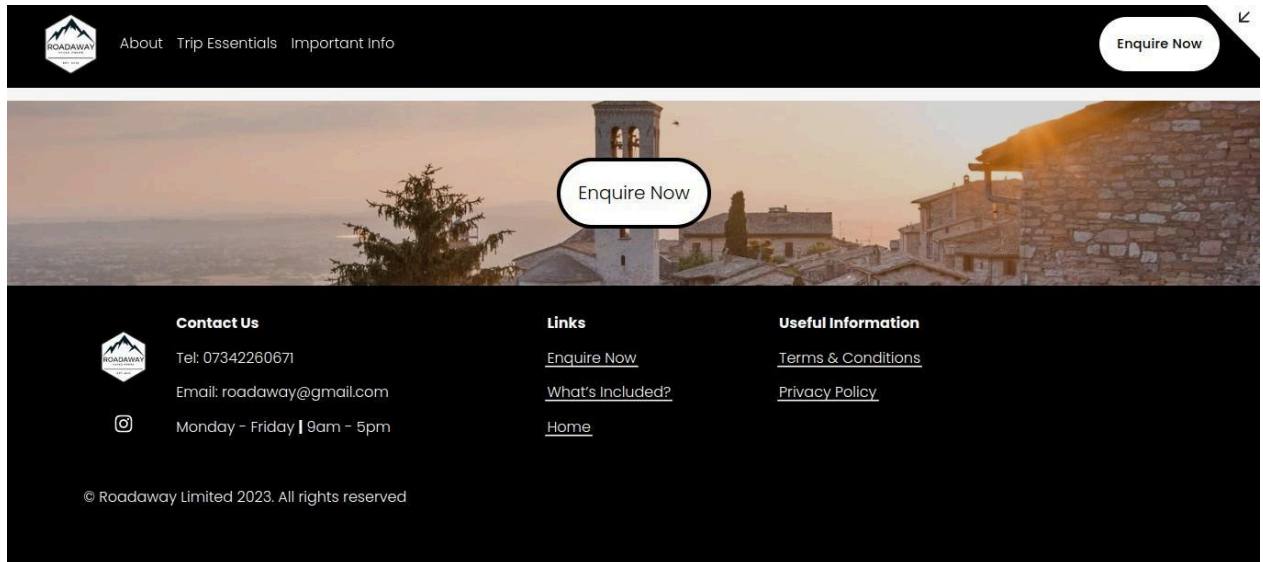 ROADAWAY
About Trip Essentials Important Info
Enquire Now
Enquire Now
Contact Us
Tel: 07342260671
Email: roadaway@gmail.com
Monday - Friday | 9am - 5pm
Links
Enquire Now
What's Included?
Home
Useful Information
Terms & Conditions
Privacy Policy
ROADAWAY
© Roadaway Limited 2023. All rights reserved